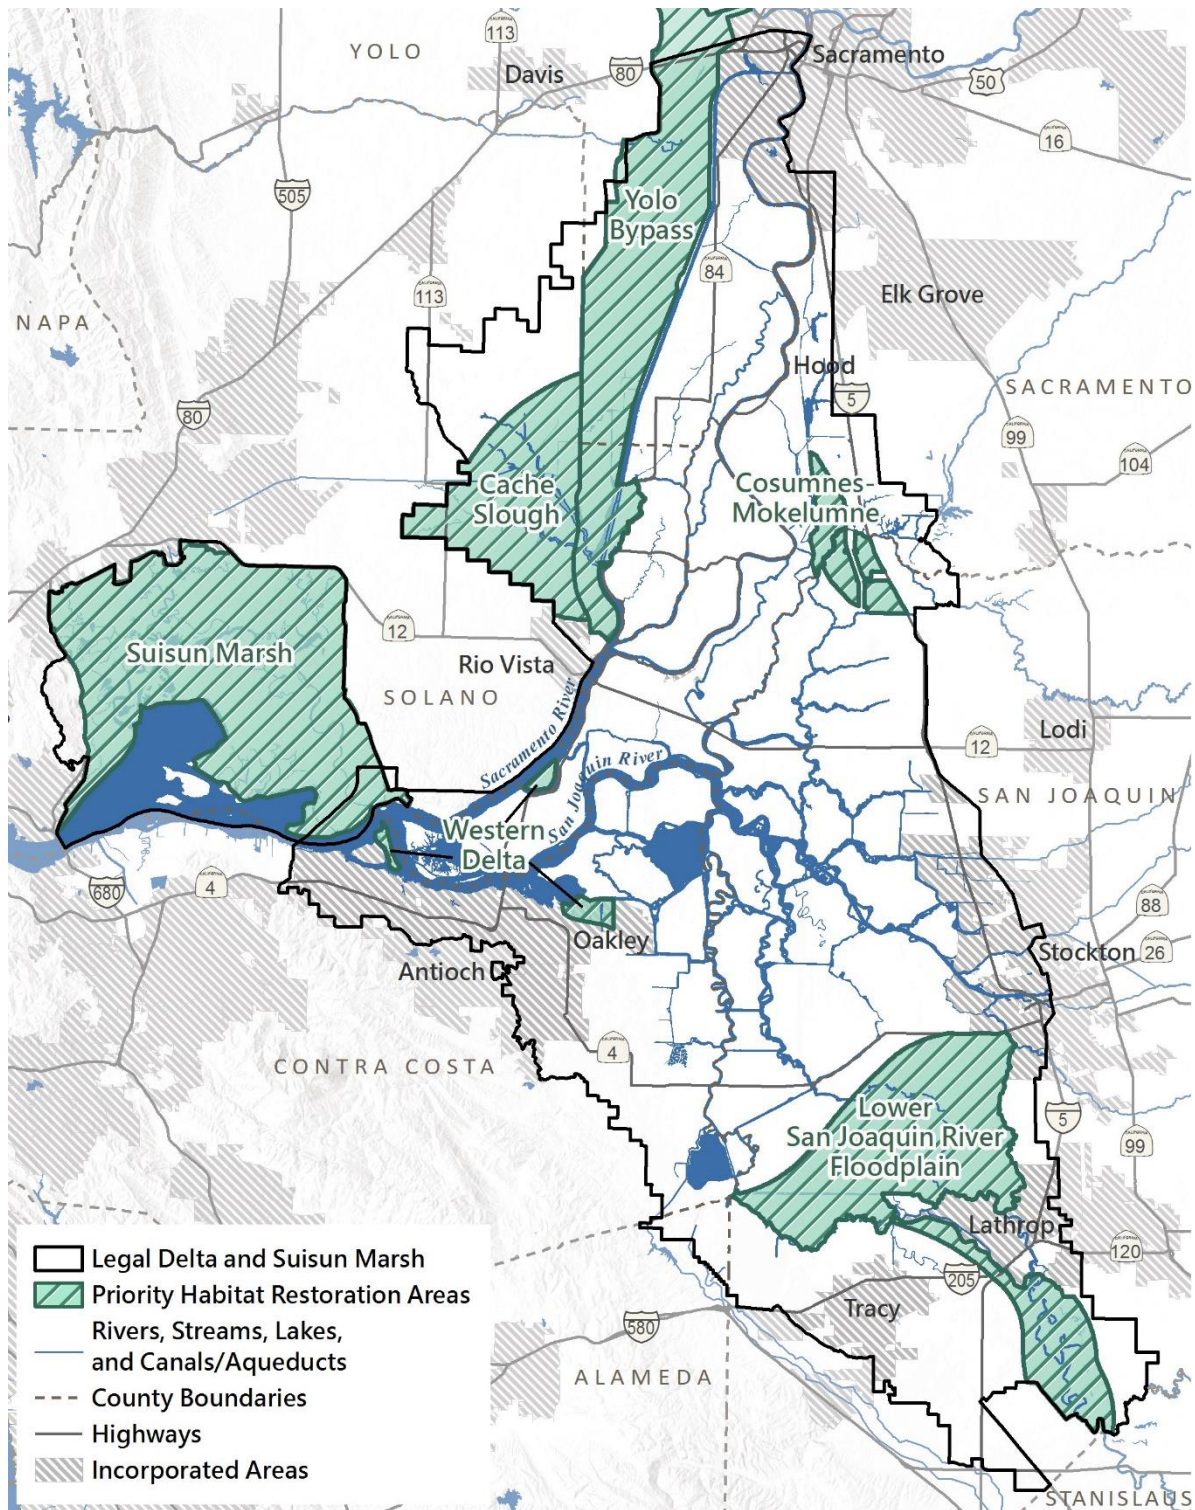 113
YOLO
Sacramento
Davis
80
50
16
505
Yolo
Bypass
84
113
Elk Grove
NAPA
Hood
SACRAMENTO
5
80
99
104
Cache
Slough
Cosumnes-
Mokelumne
12
Suisun Marsh
Rio Vista
SOLANO
Sacramento River
Lodi
12
San Joaquin River
SAN JOAQUIN
Western
Delta
680
4
88
Oakley
Stockton
26
Antioch
4
CONTRA COSTA
Lower
San Joaquin River
Floodplain
5
99
Lathrop
120
205
Tracy
580
ALAMEDA
STANISLAUS
Legal Delta and Suisun Marsh
Priority Habitat Restoration Areas
Rivers, Streams, Lakes,
and Canals/Aqueducts
County Boundaries
Highways
Incorporated Areas